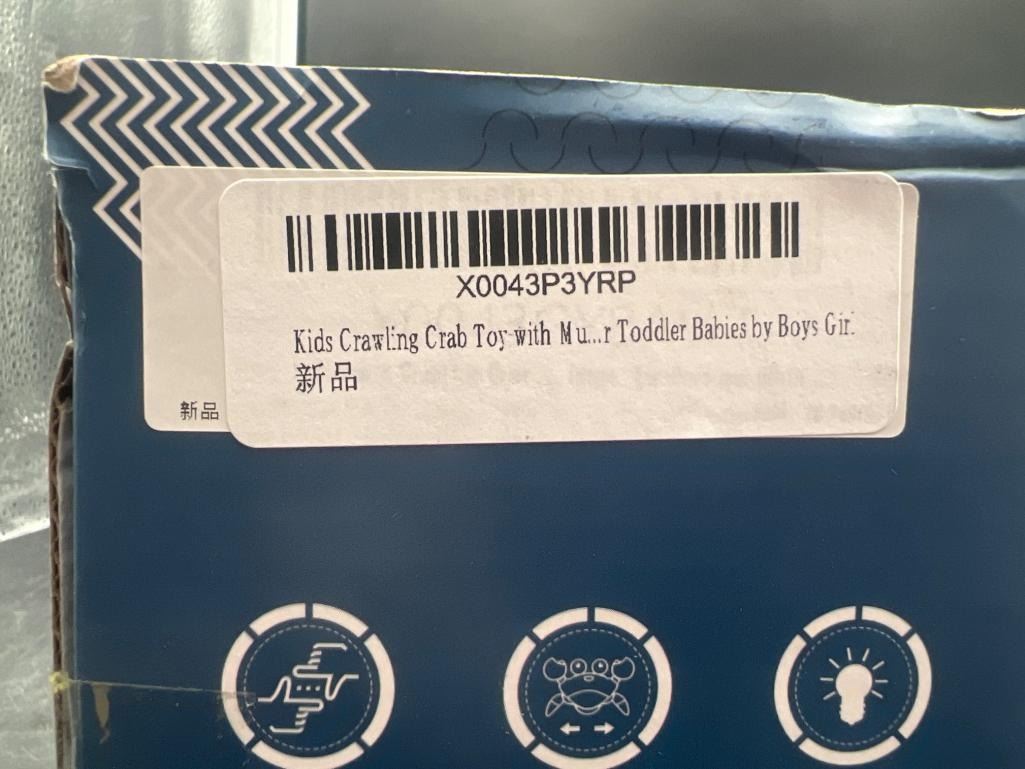 X0043P3YRP
Kids Crawling Crab Toy with Mu...r Toddler Babies by Boys Gir.
新品
新品